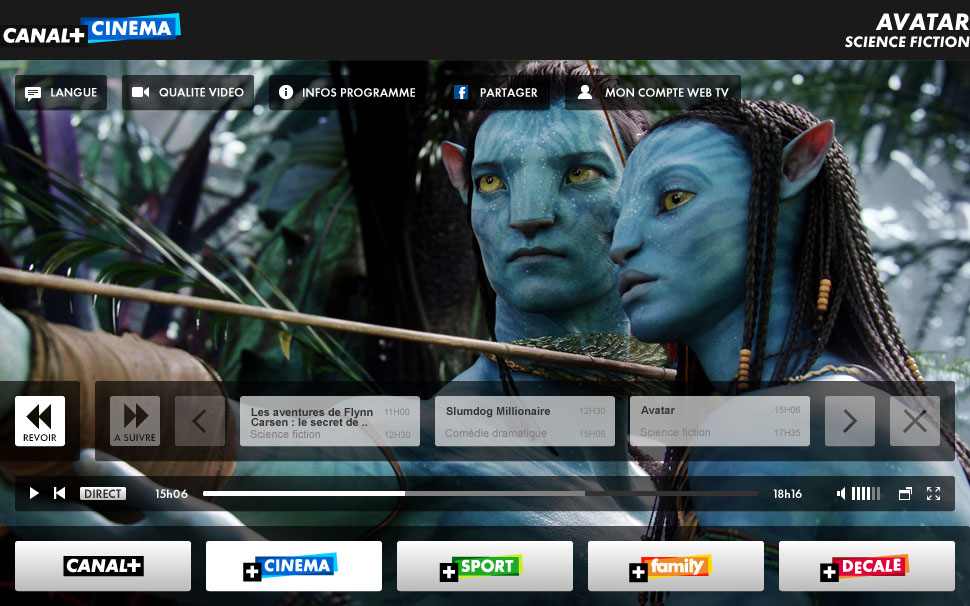 CANAL+ CINEMA
AVATAR
SCIENCE FICTION
LANGUE
QUALITE VIDEO
INFOS PROGRAMME
PARTAGER
MON COMPTE WEB TV
REVOIR
A SUIVRE
Les aventures de Flynn 11H00
Carsen : le secret de ..
Science fiction 12H30
Slumdog Millionaire 12H30
Comèdie dramatique 15H06
Avatar 15H06
Science fiction 17H35
DIRECT
15h06
18h16
CANAL+
+ CINEMA
+ SPORT
+ family
+ DECALE